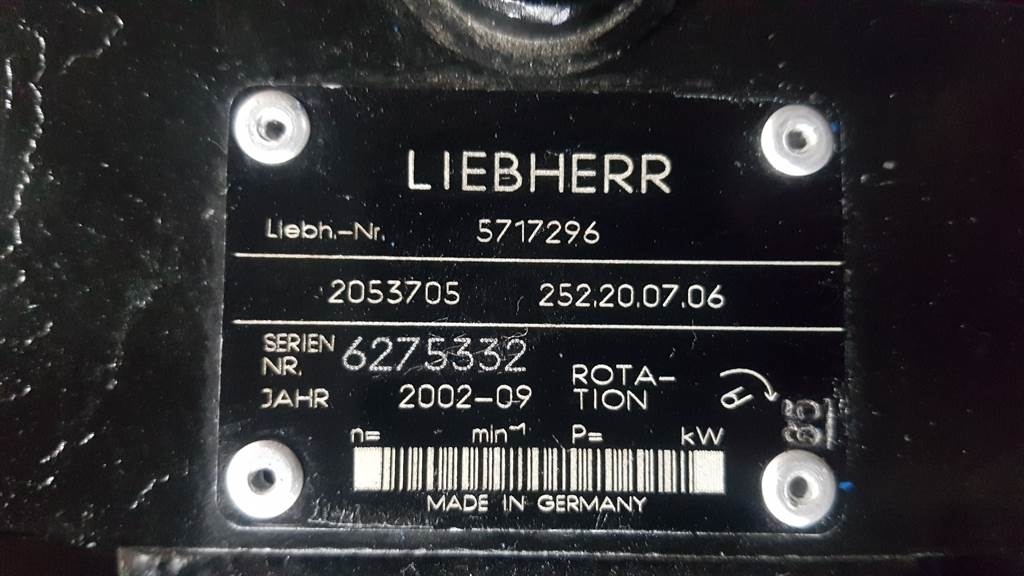 LIEBHERR
Liebh.-Nr. 5717296
2053705 252.20.07.06
SERIEN NR. 6275332
JAHR 2002-09 ROTA-TION
n= min⁻¹ P= kW
MADE IN GERMANY